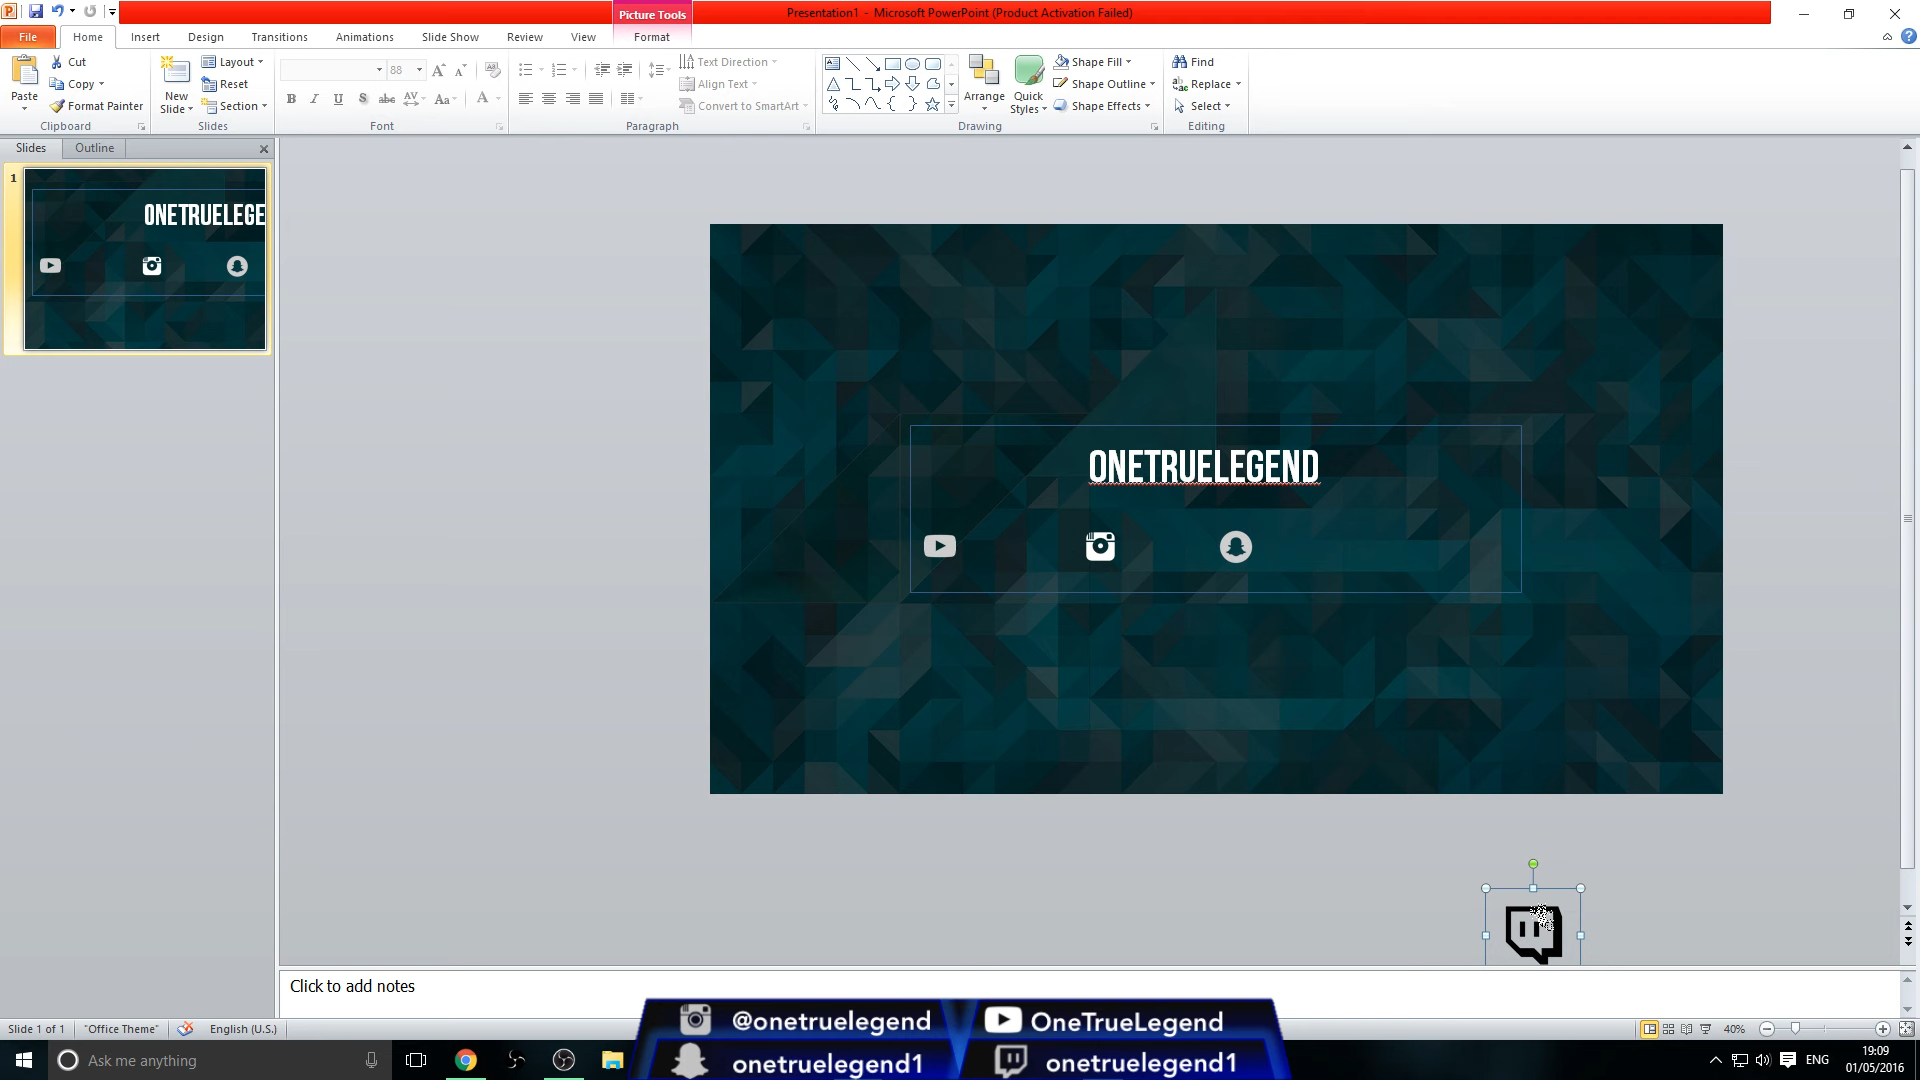 Picture Tools
Presentation1 - Microsoft PowerPoint (Product Activation Failed)
File
Home
Insert
Design
Transitions
Animations
Slide Show
Review
View
Format
Paste
Cut
Copy
Format Painter
Clipboard
New
Slide
Layout
Reset
Section
Slides
88
Font
Text Direction
Align Text
Convert to SmartArt
Paragraph
Arrange
Quick
Styles
Shape Fill
Shape Outline
Shape Effects
Drawing
Find
Replace
Select
Editing
Slides
Outline
1
ONETRUELEGE
ONETRUELEGEND
Click to add notes
Slide 1 of 1
"Office Theme"
English (U.S.)
40%
@onetruelegend
OneTrueLegend
onetruelegend1
onetruelegend1
Ask me anything
ENG
19:09
01/05/2016